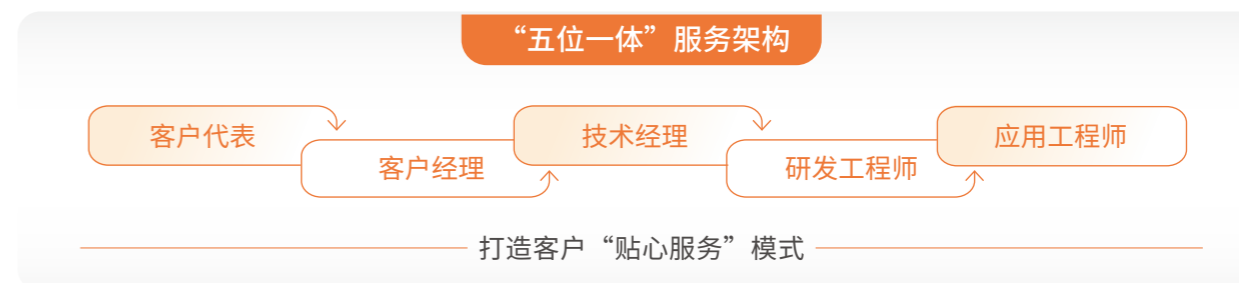 “五位一体”服务架构
客户代表
客户经理
技术经理
研发工程师
应用工程师
打造客户“贴心服务”模式